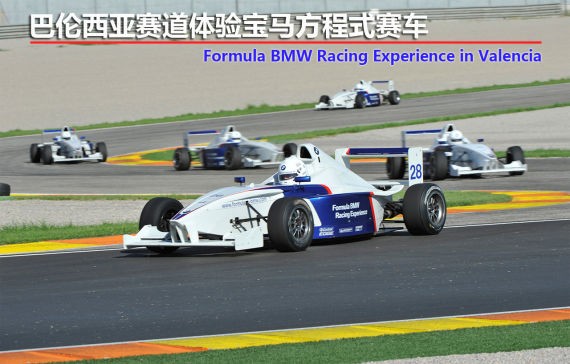 巴伦西亚赛道体验宝马方程式赛车
Formula BMW Racing Experience in Valencia
28
Formula BMW
Racing Experience